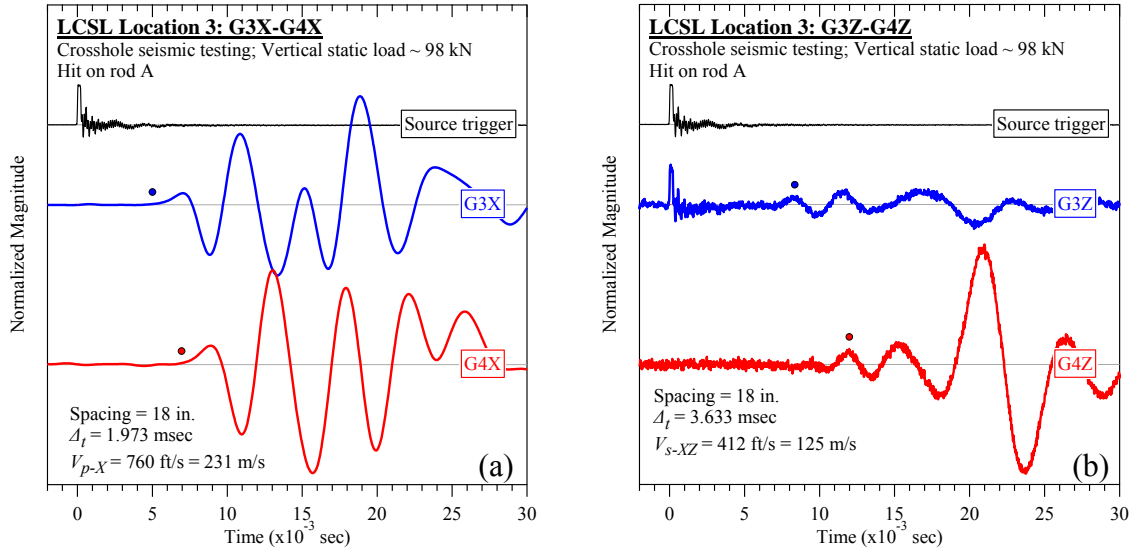 LCSL Location 3: G3X-G4X
Crosshole seismic testing; Vertical static load ~ 98 kN
Hit on rod A
Source trigger
G3X
G4X
Spacing = 18 in.
Δt = 1.973 msec
Vp-X = 760 ft/s = 231 m/s
(a)
Normalized Magnitude
0 5 10 15 20 25 30
Time (x10-3 sec)
LCSL Location 3: G3Z-G4Z
Crosshole seismic testing; Vertical static load ~ 98 kN
Hit on rod A
Source trigger
G3Z
G4Z
Spacing = 18 in.
Δt = 3.633 msec
Vs-XZ = 412 ft/s = 125 m/s
(b)
Normalized Magnitude
0 5 10 15 20 25 30
Time (x10-3 sec)